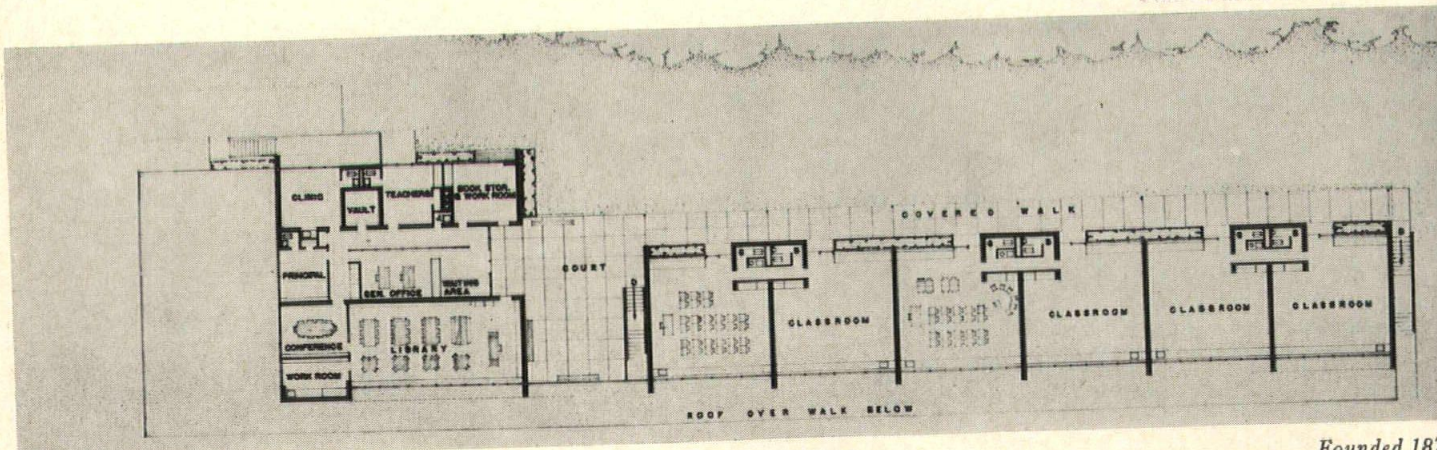 CLINIC
VAULT
TEACHERS
BOOK STOR.
& WORK ROOM
COVERED WALK
PRINCIPAL
GEN. OFFICE
WAITING
AREA
COURT
CONFERENCE
LIBRARY
WORK ROOM
CLASSROOM
CLASSROOM
CLASSROOM
CLASSROOM
ROOF OVER WALK BELOW
Founded